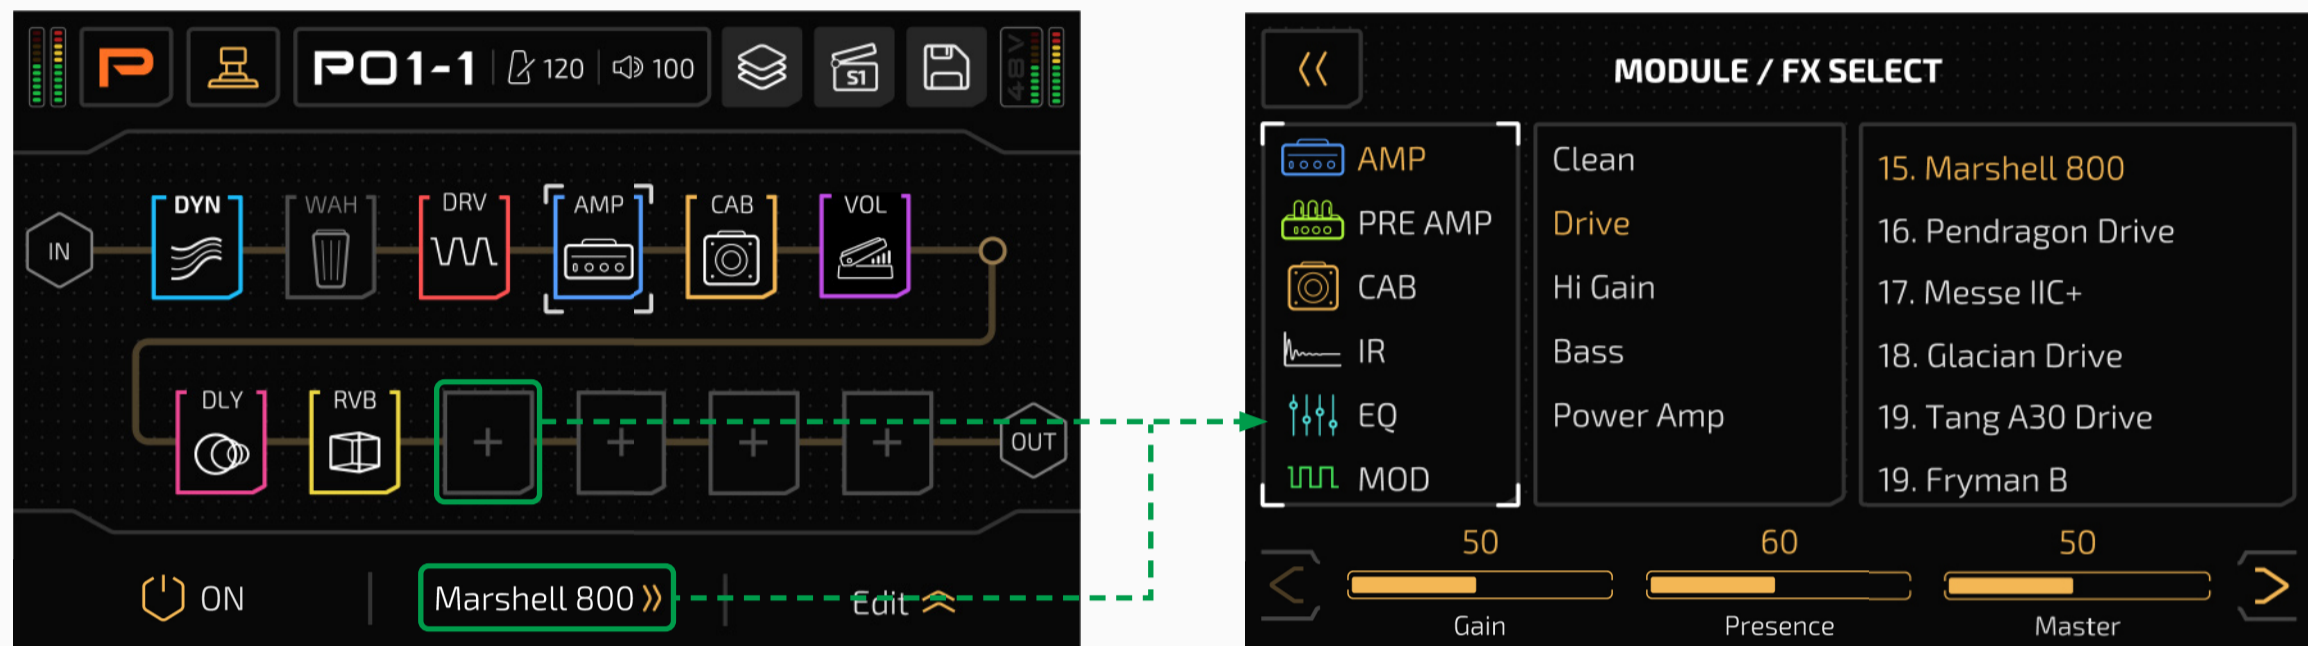 P01-1 120 100 S1 48V
DYN WAH DRV AMP CAB VOL
IN
DLY RVB
+ + + +
OUT
ON Marshell 800 Edit
MODULE / FX SELECT
AMP
PRE AMP
CAB
IR
EQ
MOD
Clean
Drive
Hi Gain
Bass
Power Amp
15. Marshell 800
16. Pendragon Drive
17. Messe IIC+
18. Glacian Drive
19. Tang A30 Drive
19. Fryman B
50 60 50
Gain Presence Master